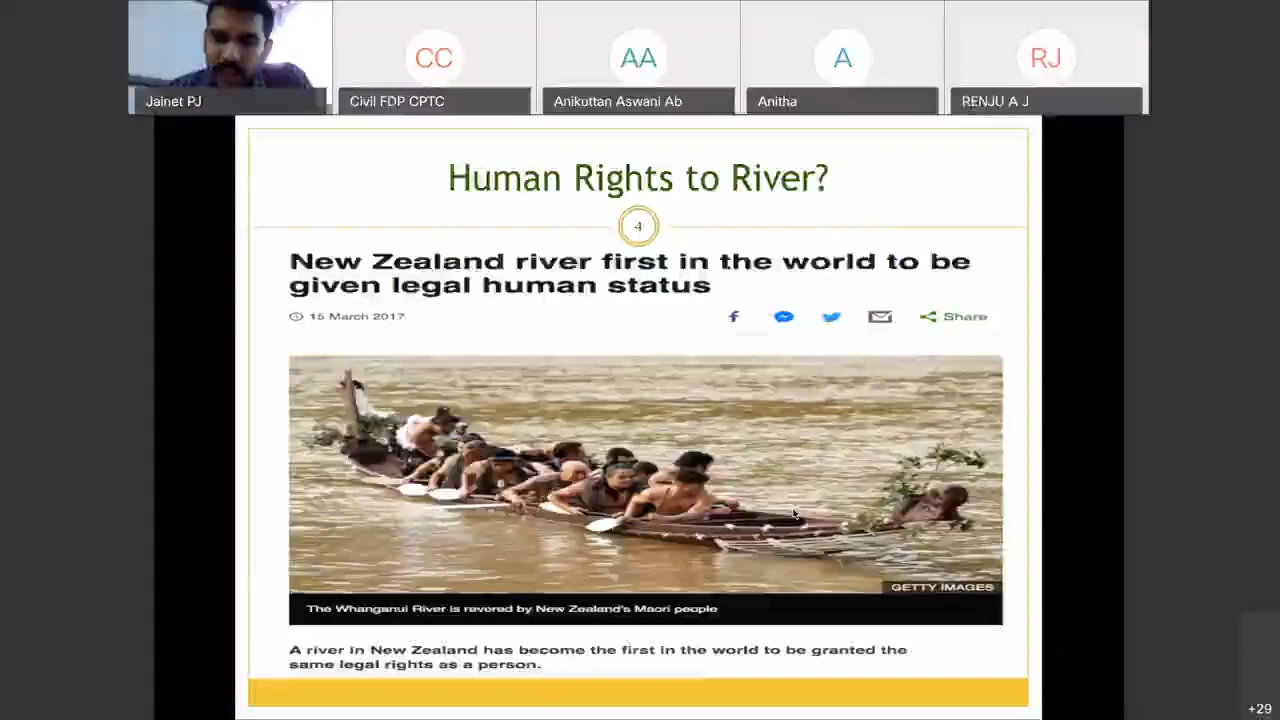 CC
AA
A
RJ
Jainet PJ
Civil FDP CPTC
Anikuttan Aswani Ab
Anitha
RENJU A J
Human Rights to River?
4
New Zealand river first in the world to be
given legal human status
15 March 2017
Share
GETTY IMAGES
The Whanganui River is revered by New Zealand's Maori people
A river in New Zealand has become the first in the world to be granted the
same legal rights as a person.
+29